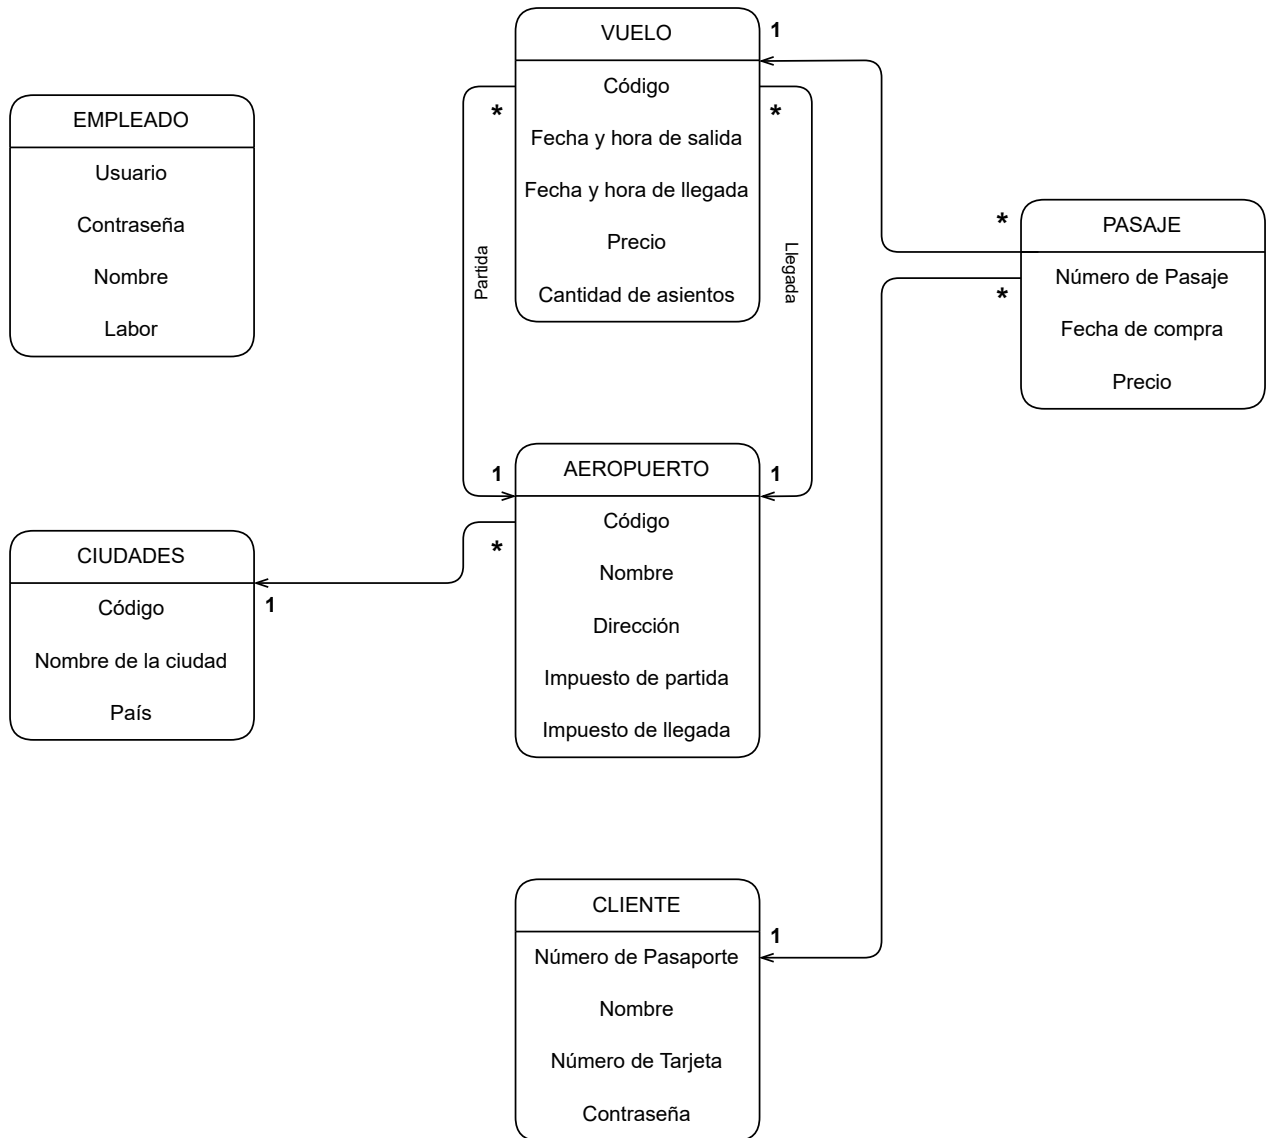 VUELO
Código
Fecha y hora de salida
Fecha y hora de llegada
Precio
Cantidad de asientos
1
*
*
Partida
Llegada
EMPLEADO
Usuario
Contraseña
Nombre
Labor
*
PASAJE
*
Número de Pasaje
Fecha de compra
Precio
1
AEROPUERTO
1
*
Código
Nombre
Dirección
Impuesto de partida
Impuesto de llegada
CIUDADES
1
Código
Nombre de la ciudad
País
CLIENTE
1
Número de Pasaporte
Nombre
Número de Tarjeta
Contraseña